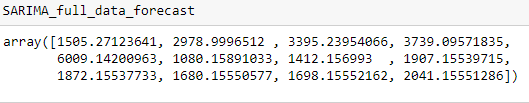 SARIMA_full_data_forecast
array([1505.27123641, 2978.9996512 , 3395.23954066, 3739.09571835,
6009.14200963, 1080.15891033, 1412.156993  , 1907.15539715,
1872.15537733, 1680.15550577, 1698.15552162, 2041.15551286])